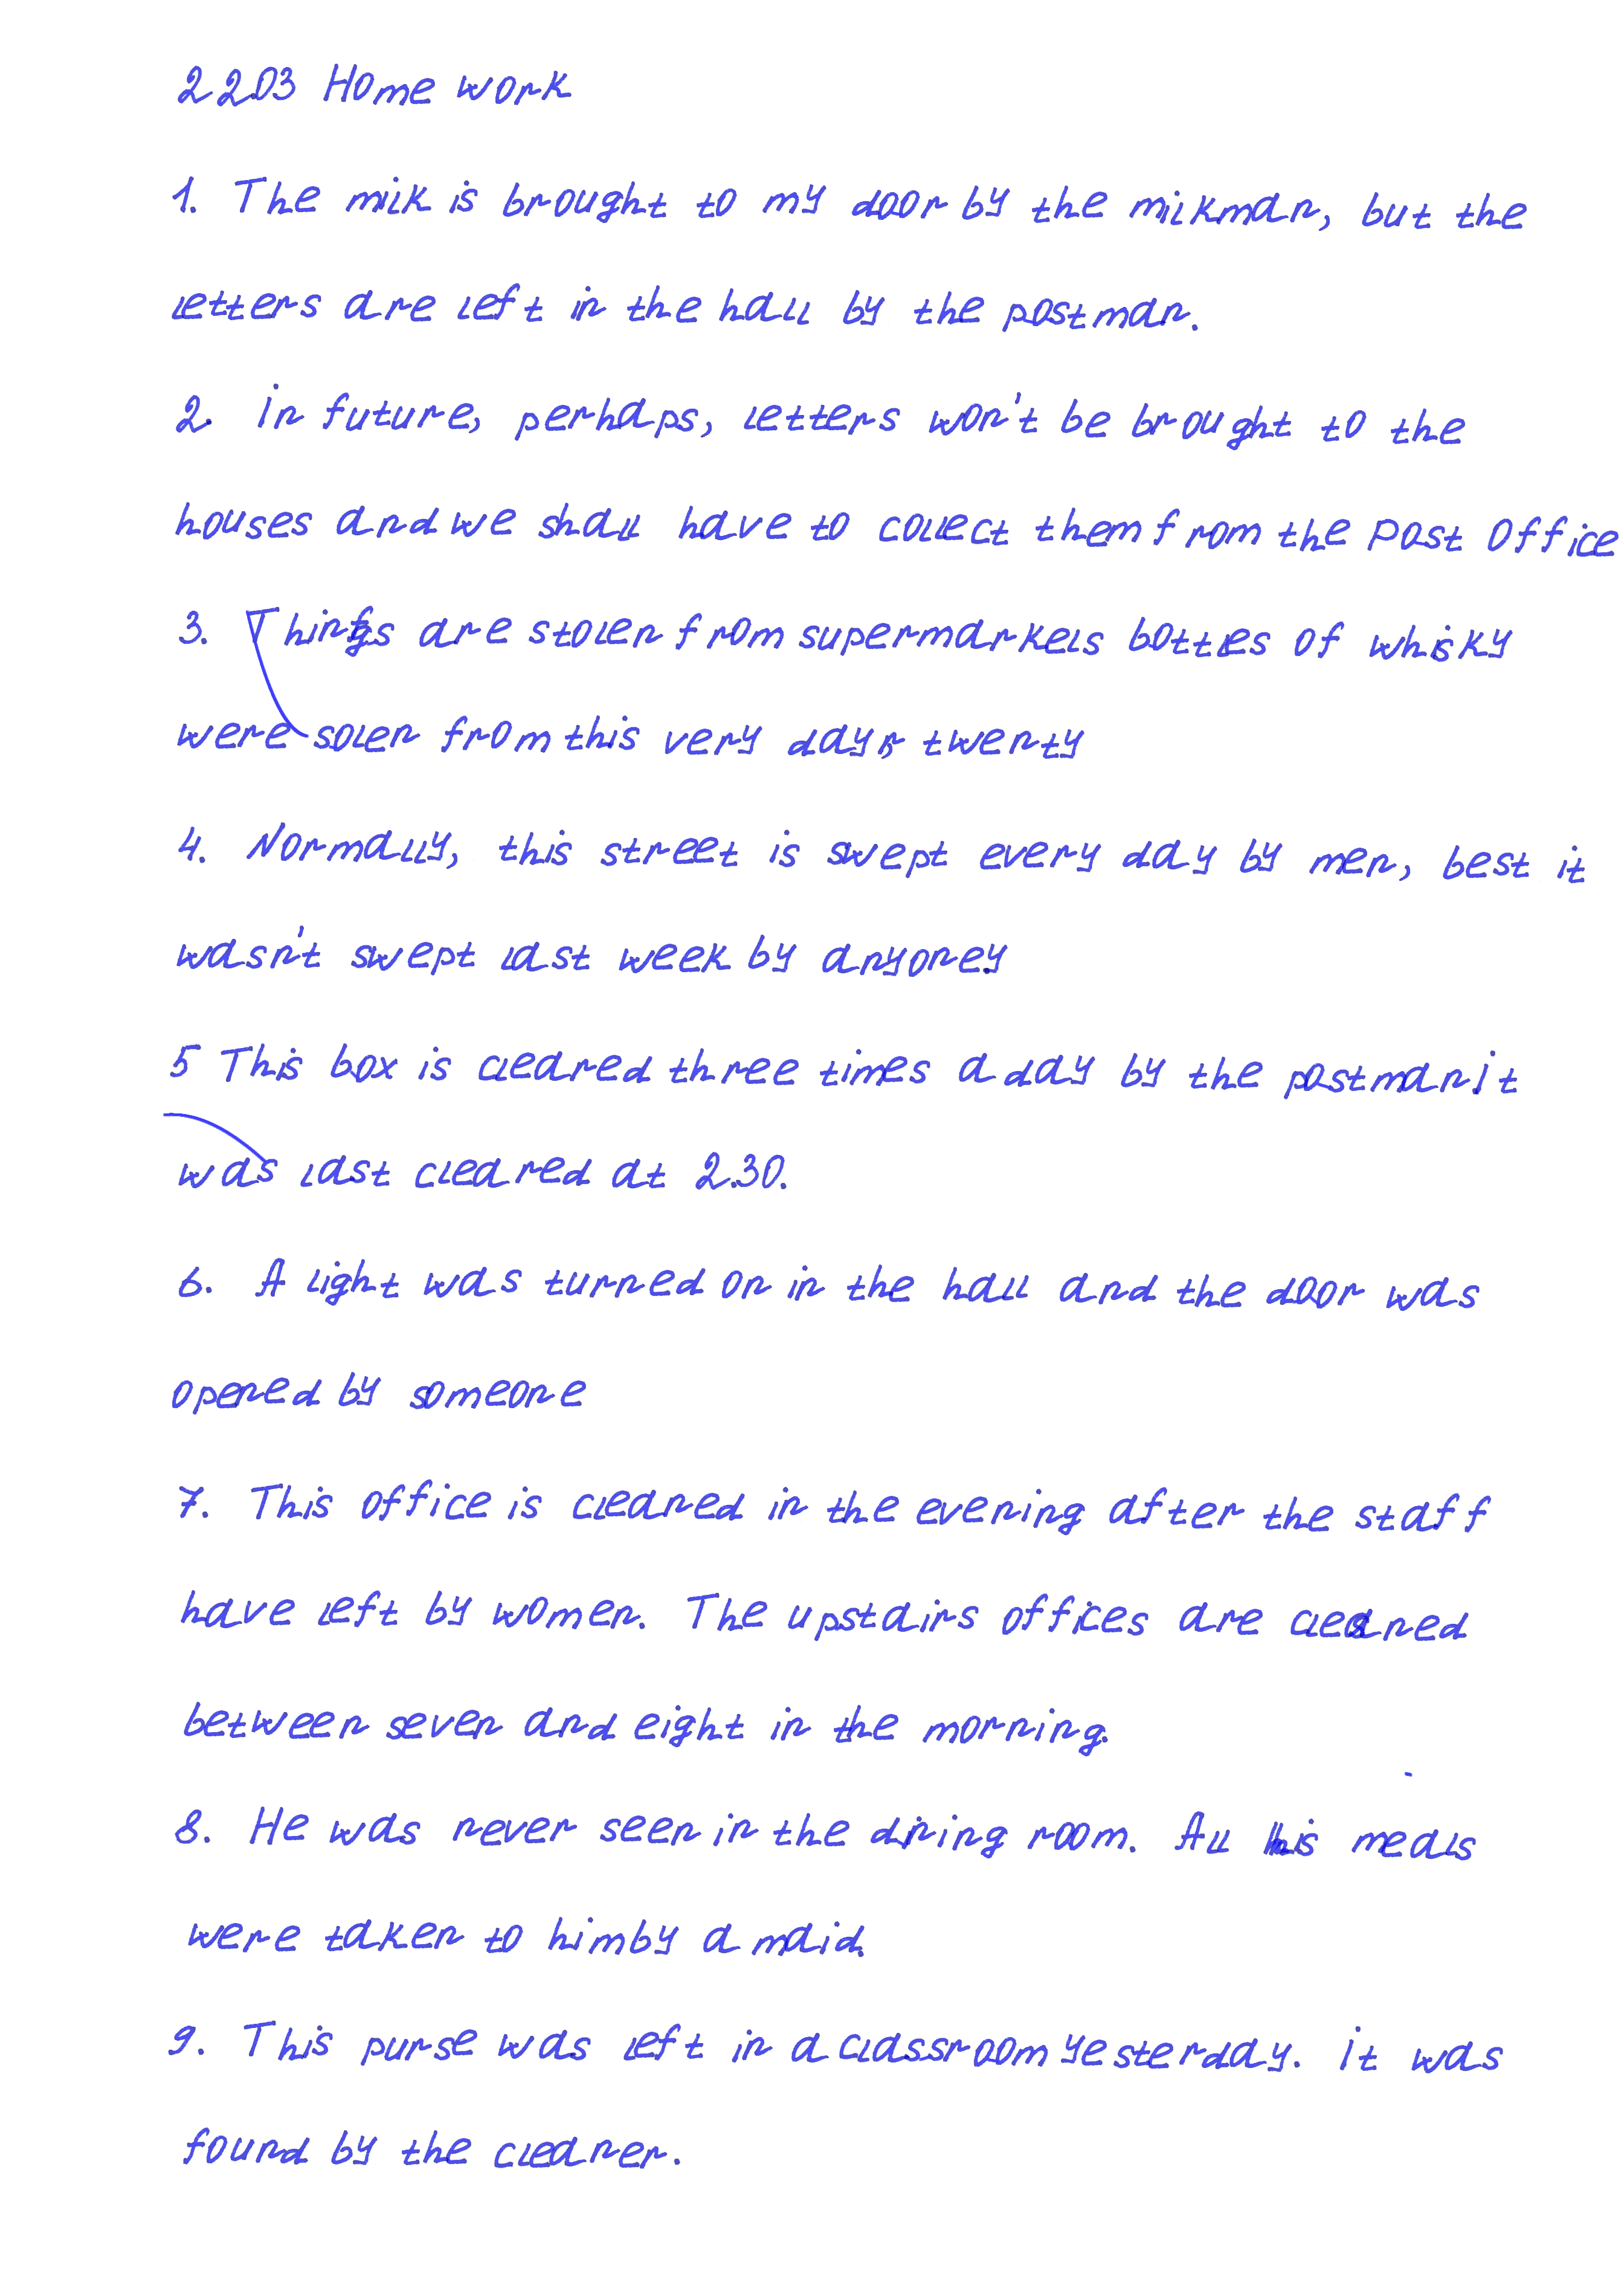 22.03 Home work
1. The milk is brought to my door by the milkman, but the
letters are left in the hall by the postman.
2. in future, perhaps, letters won't be brought to the
houses and we shall have to collect them from the Post Office
3. Things are stolen from supermarkels bottles of whisky
were solen from this very day, twenty
4. Normally, this street is swept every day by men, best it
wasn't swept last week by anyoney
5 This box is cleared three times a day by the postman. it
was last cleared at 2.30.
6. A light was turned on in the hall and the door was
opened by someone
7. This office is cleaned in the evening after the staff
have left by women. The upstairs offices are cleaned
between seven and eight in the morning.
8. He was never seen in the dining room. All his meals
were taken to him by a maid.
9. This purse was left in a classroom yesterday. it was
found by the cleaner.